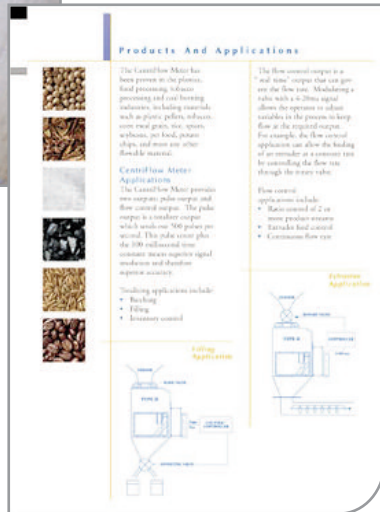 Products And Applications
The CentriFlow Meter has
been proven in the plastics,
food processing, tobacco
processing and coal burning
industries, including materials
such as plastic pellets, tobacco,
corn meal grain, rice, spices,
soybeans, pet food, potato
chips, and most any other
flowable material.
CentriFlow Meter
Applications
The CentriFlow Meter provides
two outputs: pulse output and
flow control output. The pulse
output is a totalizer output
which sends out 500 pulses per
second. This pulse count plus
the 100 millisecond time
constant means superior signal
resolution and therefore
superior accuracy.
Totalizing applications include:
• Batching
• Filling
• Inventory control
The flow control output is a
"real time" output that can gov-
ern the flow rate. Modulating a
valve with a 4-20ma signal
allows the operator to adjust
variables in the process to keep
flow at the required output.
For example, the flow control
application can allow the feeding
of an extruder at a constant rate
by controlling the flow rate
through the rotary valve.
Flow control
applications include:
• Ratio control of 2 or
more product streams
• Extruder feed control
• Continuous flow rate
Filling
Application
TYPE B
Extrusion
Application
TYPE B
CONTROLLER